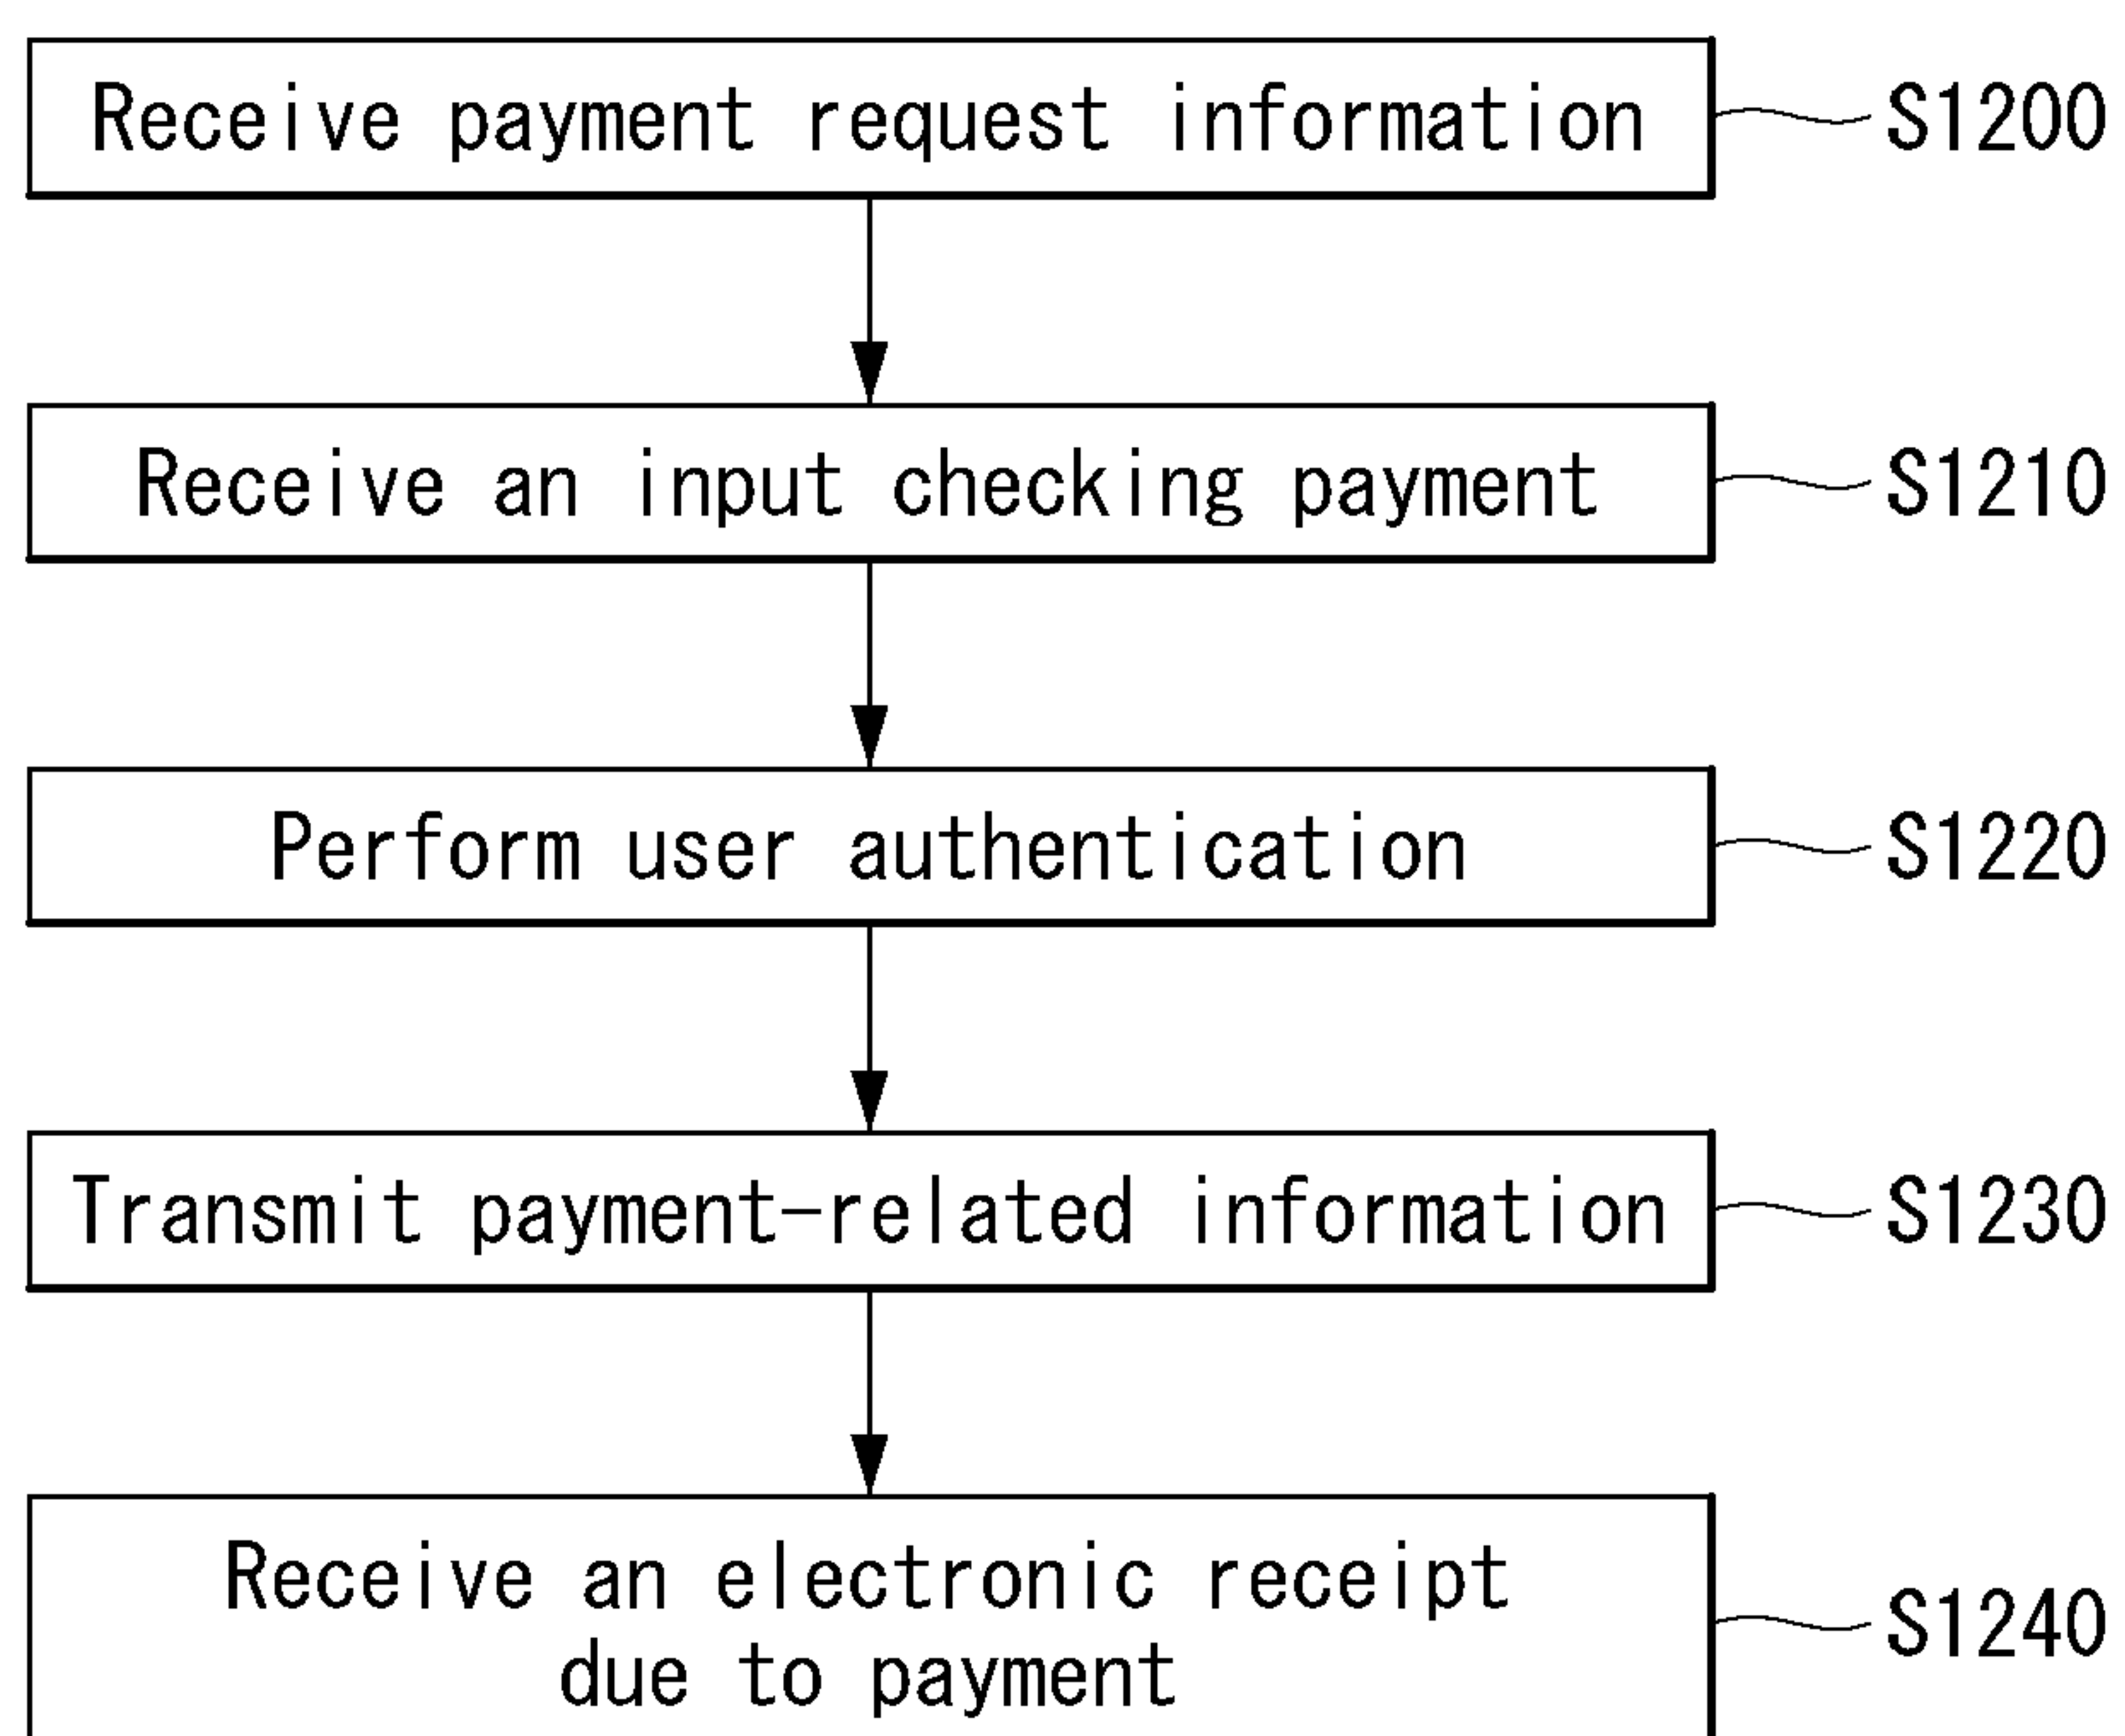 Receive payment request information S1200
Receive an input checking payment S1210
Perform user authentication S1220
Transmit payment-related information S1230
Receive an electronic receipt
due to payment S1240